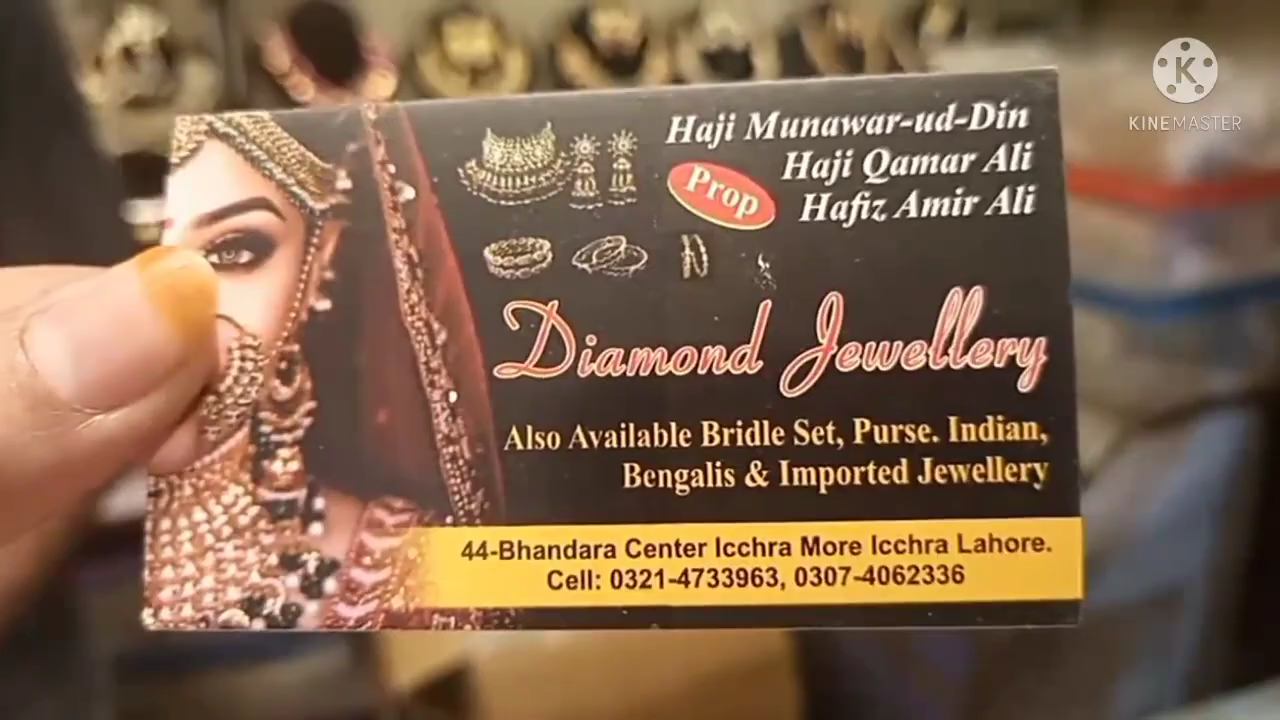 Haji Munawar-ud-Din
Haji Qamar Ali
Prop
Hafiz Amir Ali
Diamond Jewellery
Also Available Bridle Set, Purse. Indian,
Bengalis & Imported Jewellery
44-Bhandara Center Icchra More Icchra Lahore.
Cell: 0321-4733963, 0307-4062336
K
KINEMASTER